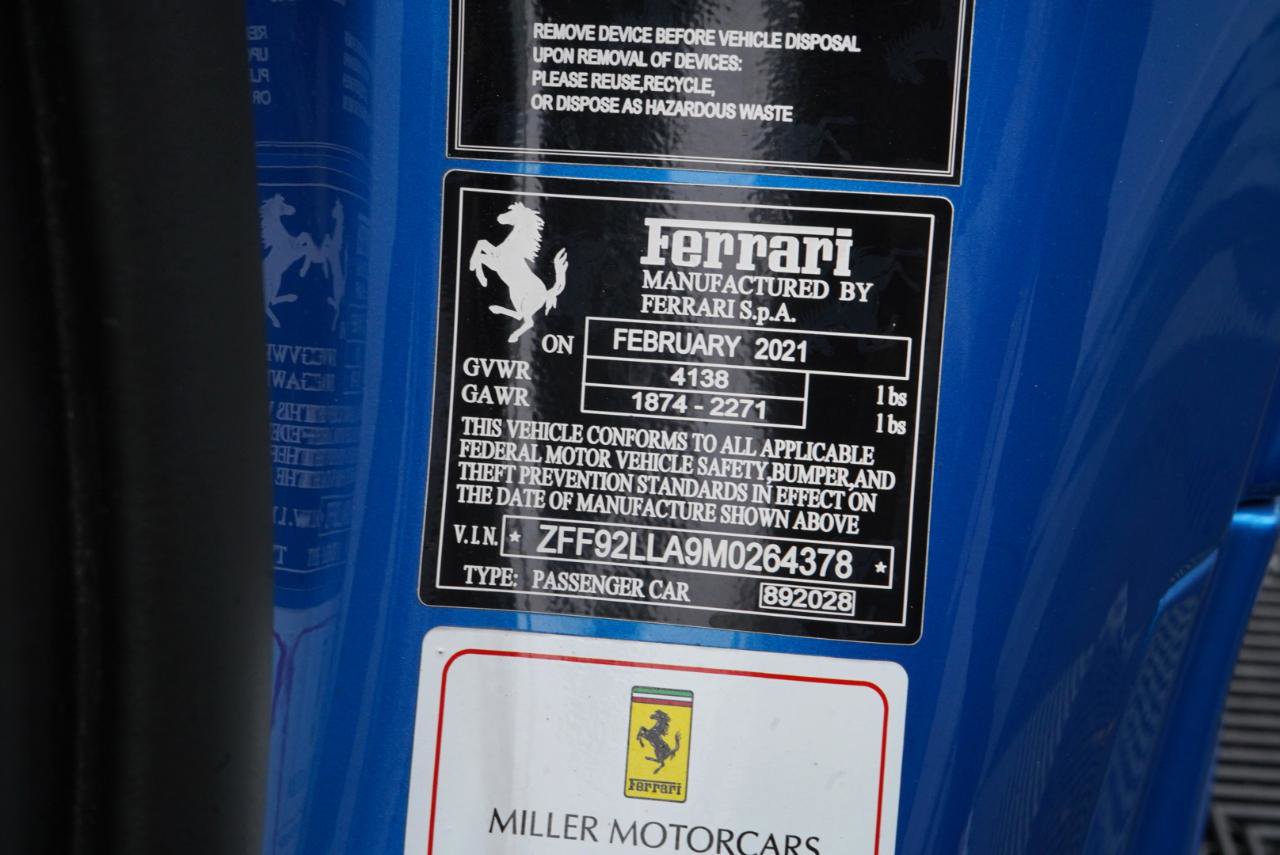 REMOVE DEVICE BEFORE VEHICLE DISPOSAL
UPON REMOVAL OF DEVICES:
PLEASE REUSE,RECYCLE,
OR DISPOSE AS HAZARDOUS WASTE
Ferrari
MANUFACTURED BY
FERRARI S.p.A.
ON FEBRUARY 2021
GVWR 4138 lbs
GAWR 1874 - 2271 lbs
THIS VEHICLE CONFORMS TO ALL APPLICABLE
FEDERAL MOTOR VEHICLE SAFETY,BUMPER,AND
THEFT PREVENTION STANDARDS IN EFFECT ON
THE DATE OF MANUFACTURE SHOWN ABOVE
V.I.N. * ZFF92LLA9M0264378 *
TYPE: PASSENGER CAR 892028
Ferrari
MILLER MOTORCARS